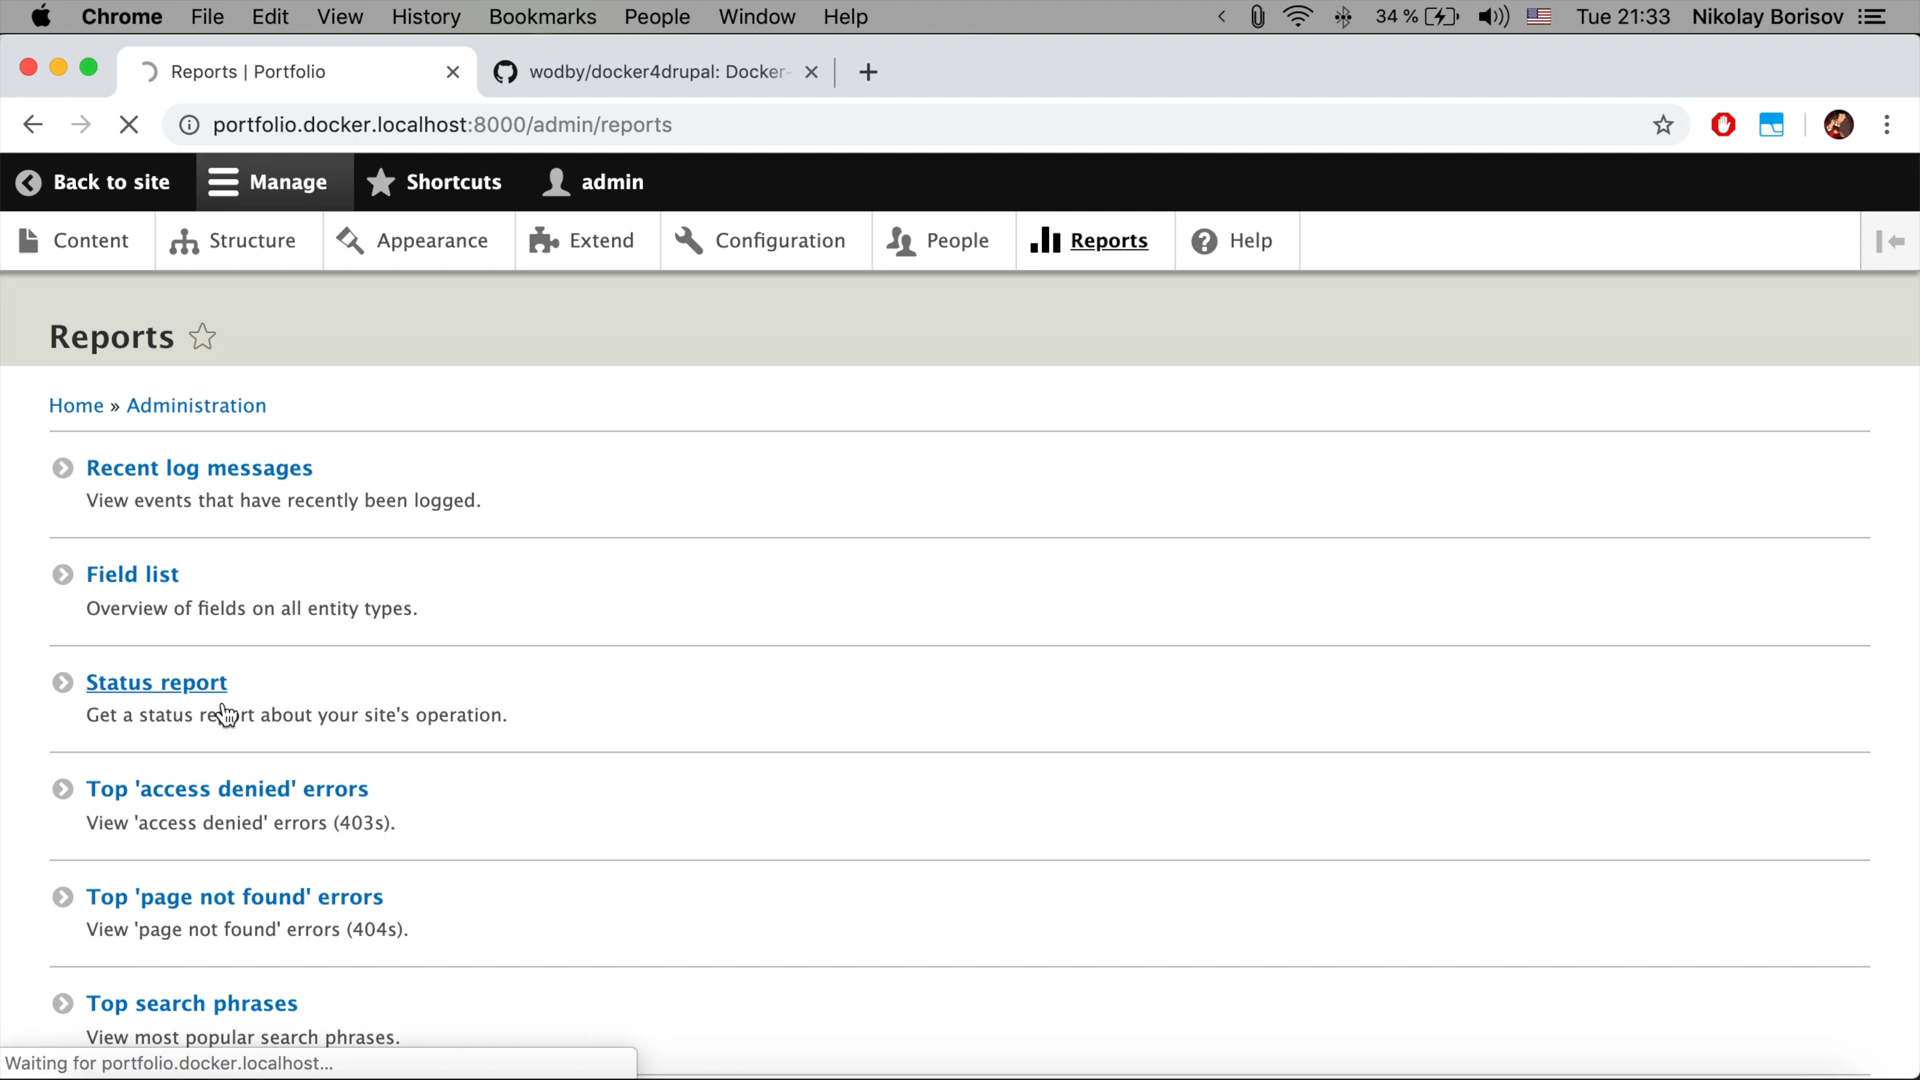 Chrome File Edit View History Bookmarks People Window Help 34 % Tue 21:33 Nikolay Borisov
Reports | Portfolio wodby/docker4drupal: Docker-
portfolio.docker.localhost:8000/admin/reports
Back to site Manage Shortcuts admin
Content Structure Appearance Extend Configuration People Reports Help
Reports
Home » Administration
Recent log messages
View events that have recently been logged.
Field list
Overview of fields on all entity types.
Status report
Get a status report about your site's operation.
Top 'access denied' errors
View 'access denied' errors (403s).
Top 'page not found' errors
View 'page not found' errors (404s).
Top search phrases
View most popular search phrases.
Waiting for portfolio.docker.localhost...